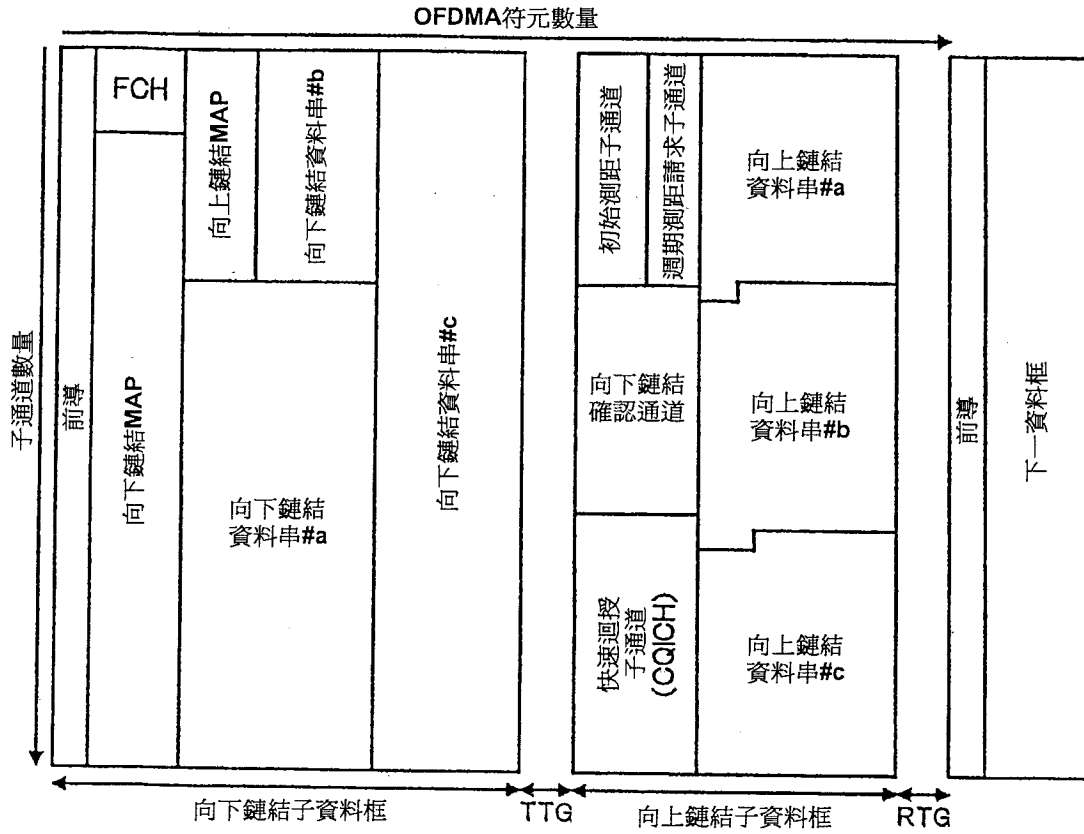 OFDMA符元數量
子通道數量
前導
FCH
向下鏈結MAP
向上鏈結MAP
向下鏈結資料串#b
向下鏈結
資料串#a
向下鏈結資料串#c
初始測距子通道
週期測距請求子通道
向上鏈結
資料串#a
向下鏈結
確認通道
向上鏈結
資料串#b
快速迴授
子通道
(CQICH)
向上鏈結
資料串#c
前導
下一資料框
向下鏈結子資料框
TTG
向上鏈結子資料框
RTG